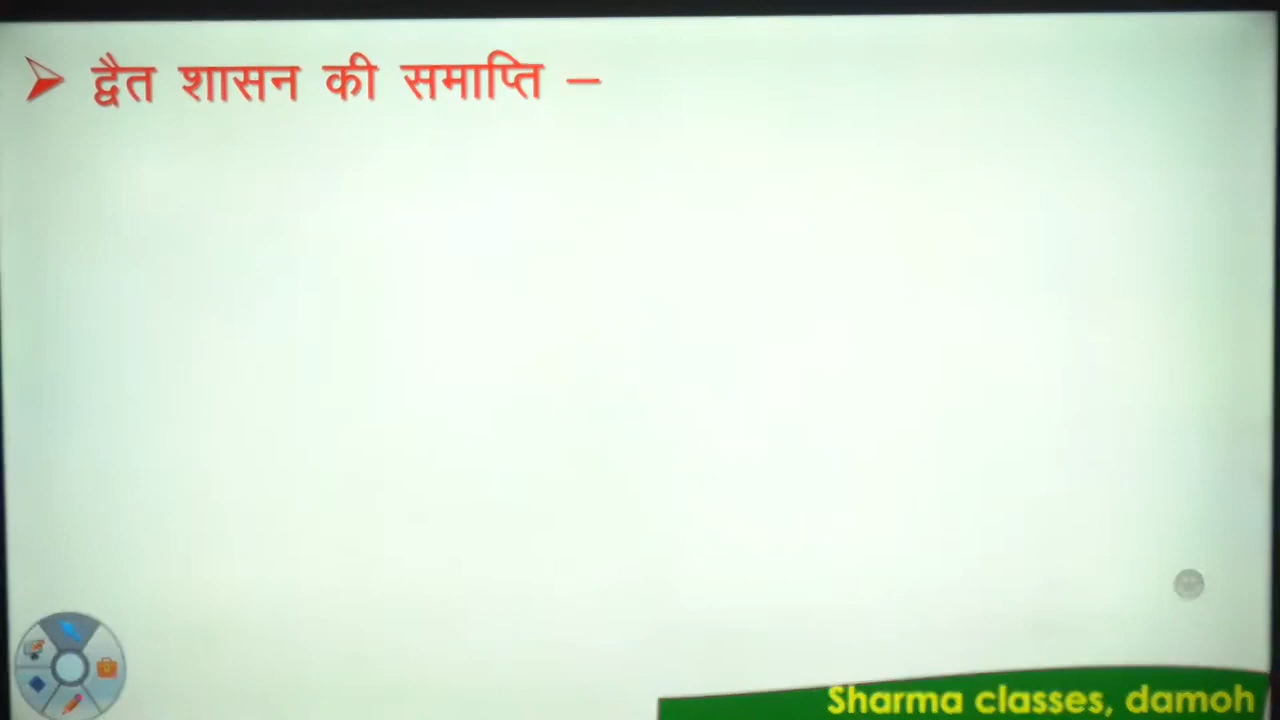 द्वैत शासन की समाप्ति –
Sharma classes, damoh